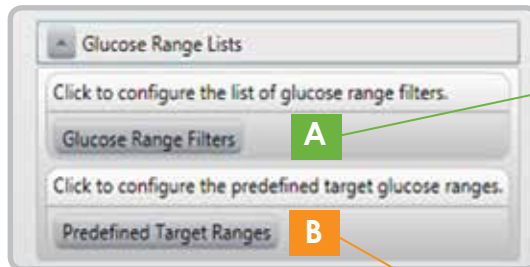 Glucose Range Lists
Click to configure the list of glucose range filters.
Glucose Range Filters A
Click to configure the predefined target glucose ranges.
Predefined Target Ranges B